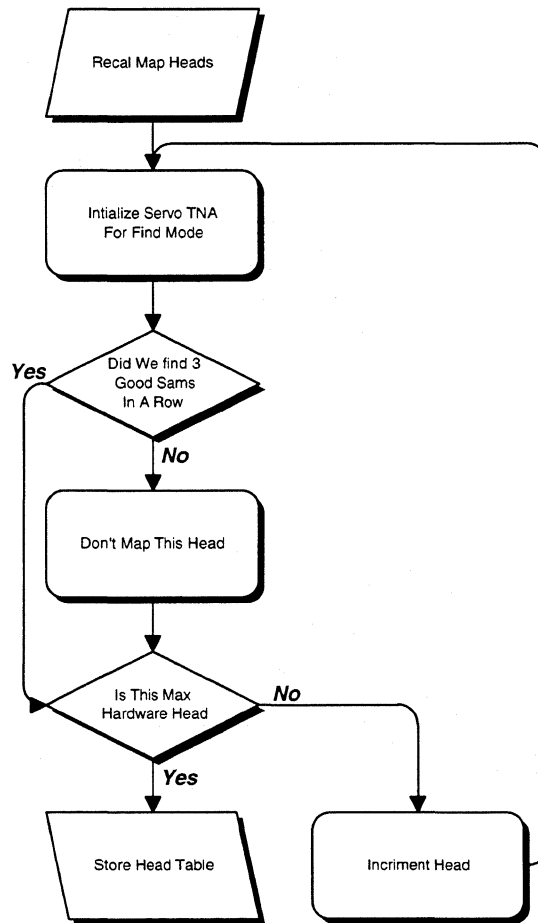 Recal Map Heads
Intialize Servo TNA
For Find Mode
Yes
Did We find 3
Good Sams
In A Row
No
Don't Map This Head
Is This Max
Hardware Head
No
Yes
Store Head Table
Incriment Head